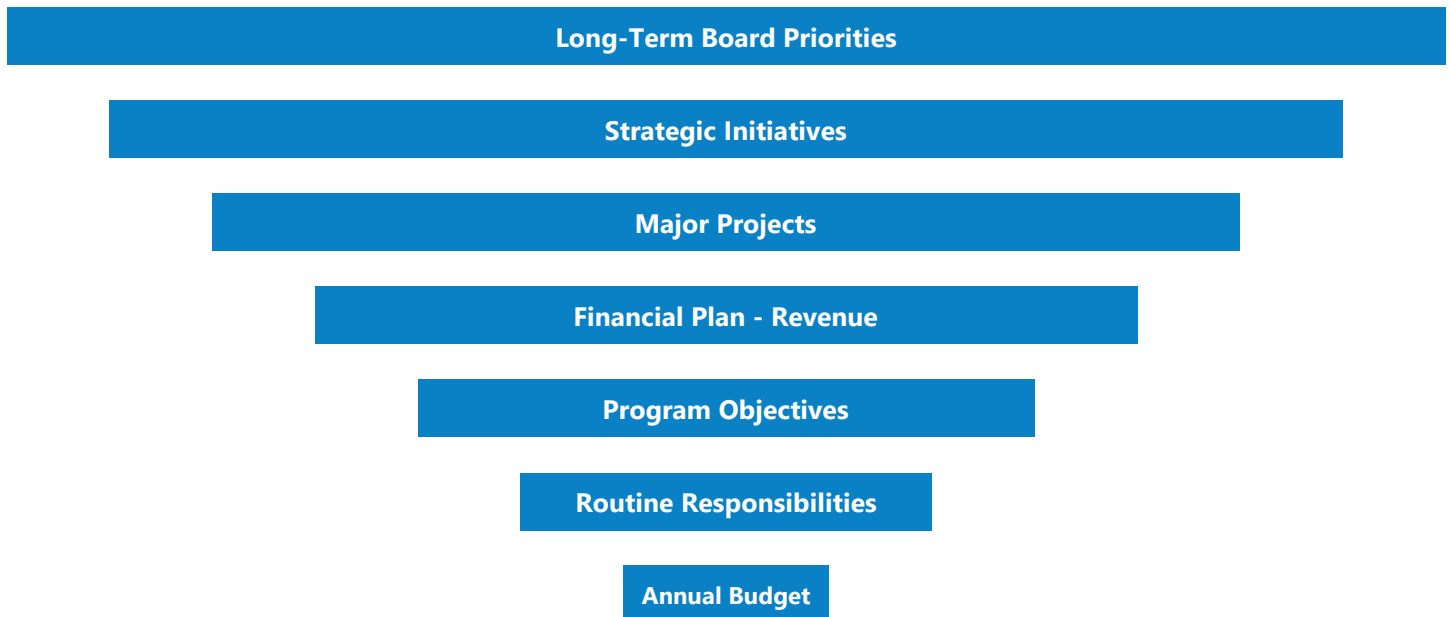 Long-Term Board Priorities
Strategic Initiatives
Major Projects
Financial Plan - Revenue
Program Objectives
Routine Responsibilities
Annual Budget